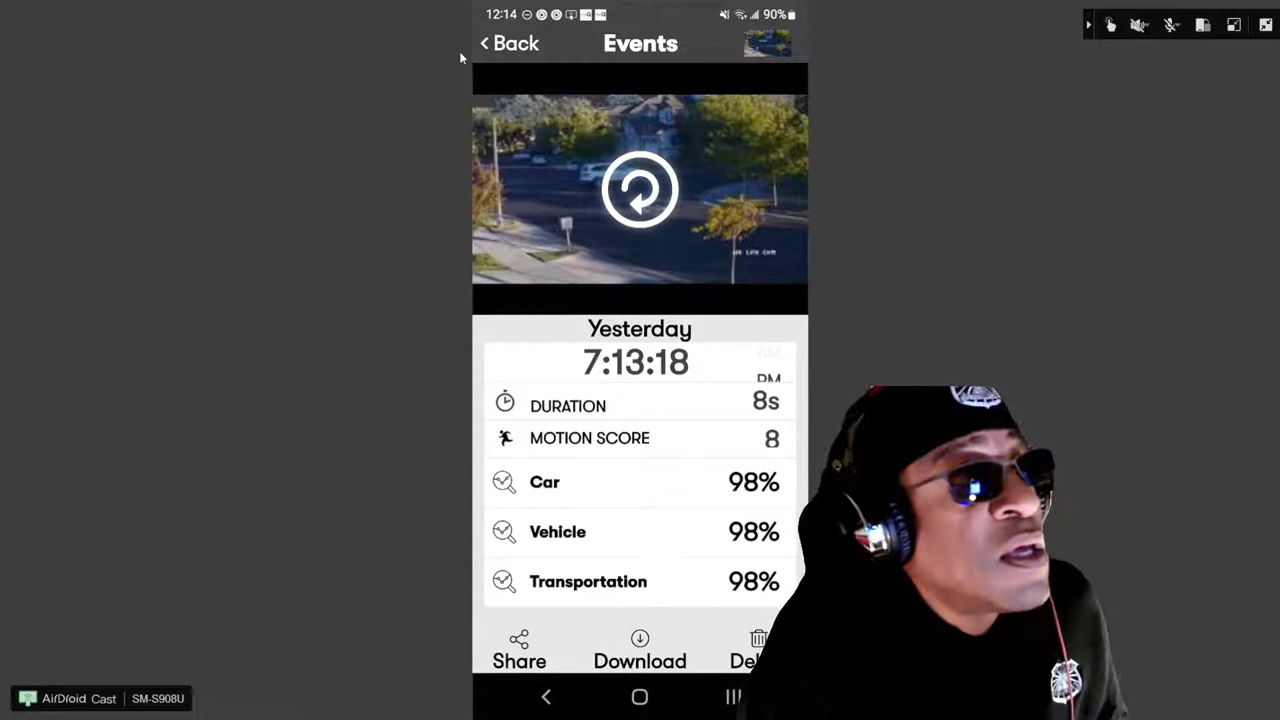 12:14
90%
Back
Events
Yesterday
7:13:18
PM
DURATION
8s
MOTION SCORE
8
Car
98%
Vehicle
98%
Transportation
98%
Share
Download
Del
AirDroid Cast | SM-S908U